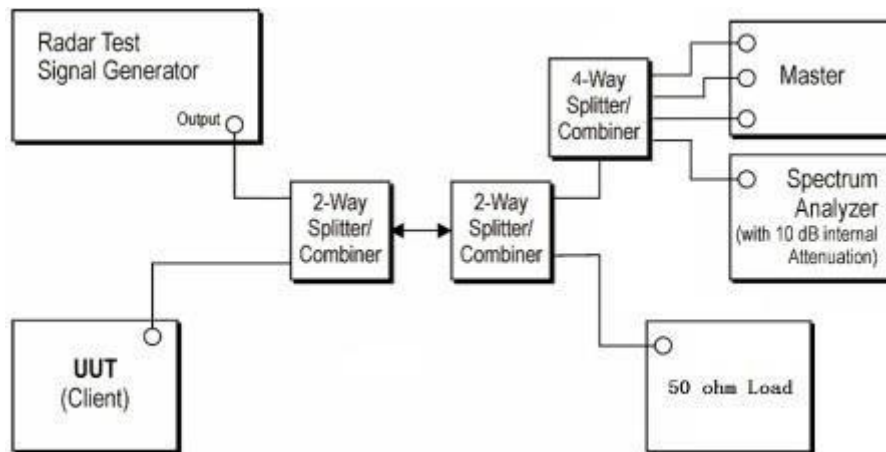 Radar Test
Signal Generator
Output
4-Way
Splitter/
Combiner
Master
2-Way
Splitter/
Combiner
2-Way
Splitter/
Combiner
Spectrum
Analyzer
(with 10 dB internal
Attenuation)
UUT
(Client)
50 ohm Load